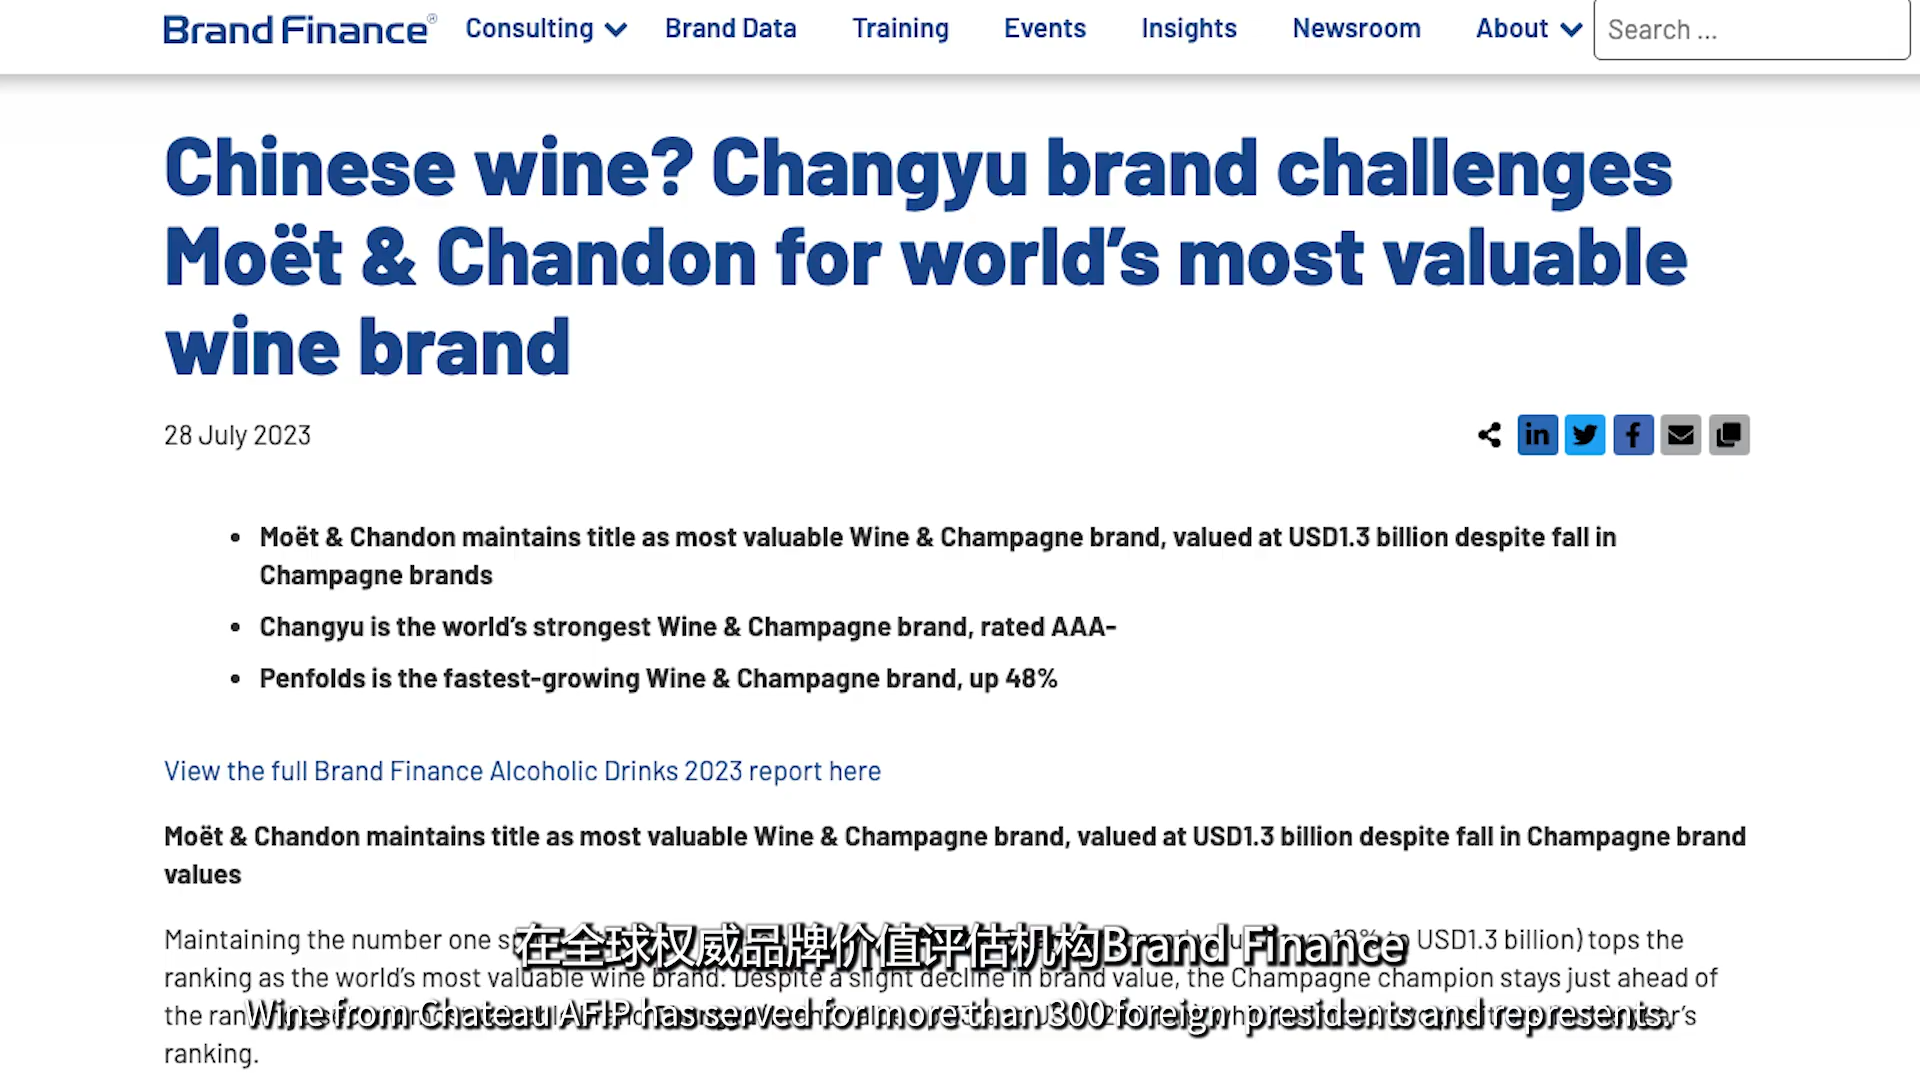 Brand Finance®
Consulting
Brand Data
Training
Events
Insights
Newsroom
About
Search ...
Chinese wine? Changyu brand challenges
Moët & Chandon for world’s most valuable
wine brand
28 July 2023
• Moët & Chandon maintains title as most valuable Wine & Champagne brand, valued at USD1.3 billion despite fall in
Champagne brands
• Changyu is the world’s strongest Wine & Champagne brand, rated AAA-
• Penfolds is the fastest-growing Wine & Champagne brand, up 48%
View the full Brand Finance Alcoholic Drinks 2023 report here
Moët & Chandon maintains title as most valuable Wine & Champagne brand, valued at USD1.3 billion despite fall in Champagne brand
values
Maintaining the number one USD1.3 billion) tops the
在全球权威品牌价值评估机构Brand Finance
ranking as the world’s most valuable wine brand. Despite a slight decline in brand value, the Champagne champion stays just ahead of
the
Wine from Chateau AFIP has served for more than 300 foreign presidents and represents.
ranking.